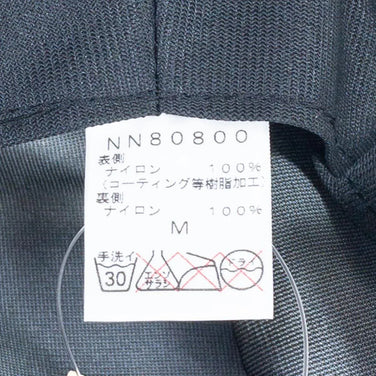 NN80800
表側
ナイロン 100%
(コーティング等樹脂加工
裏側
ナイロン 100%
M
手洗イ
30 エンソ サラシ ドライ